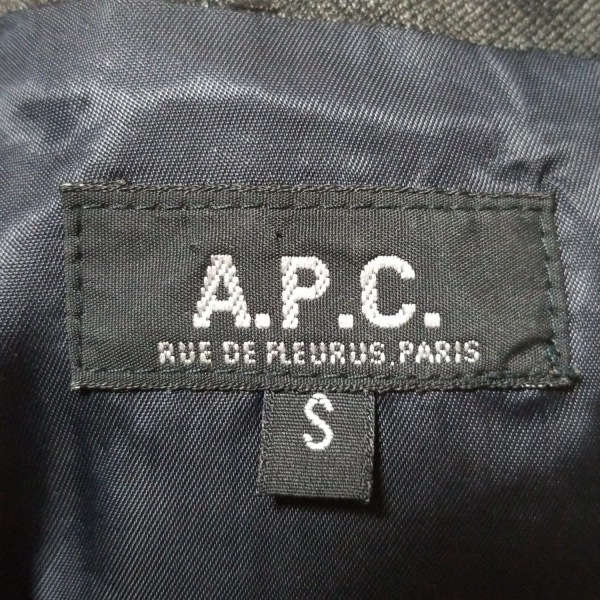 A.P.C.
RUE DE FLEURUS, PARIS
S